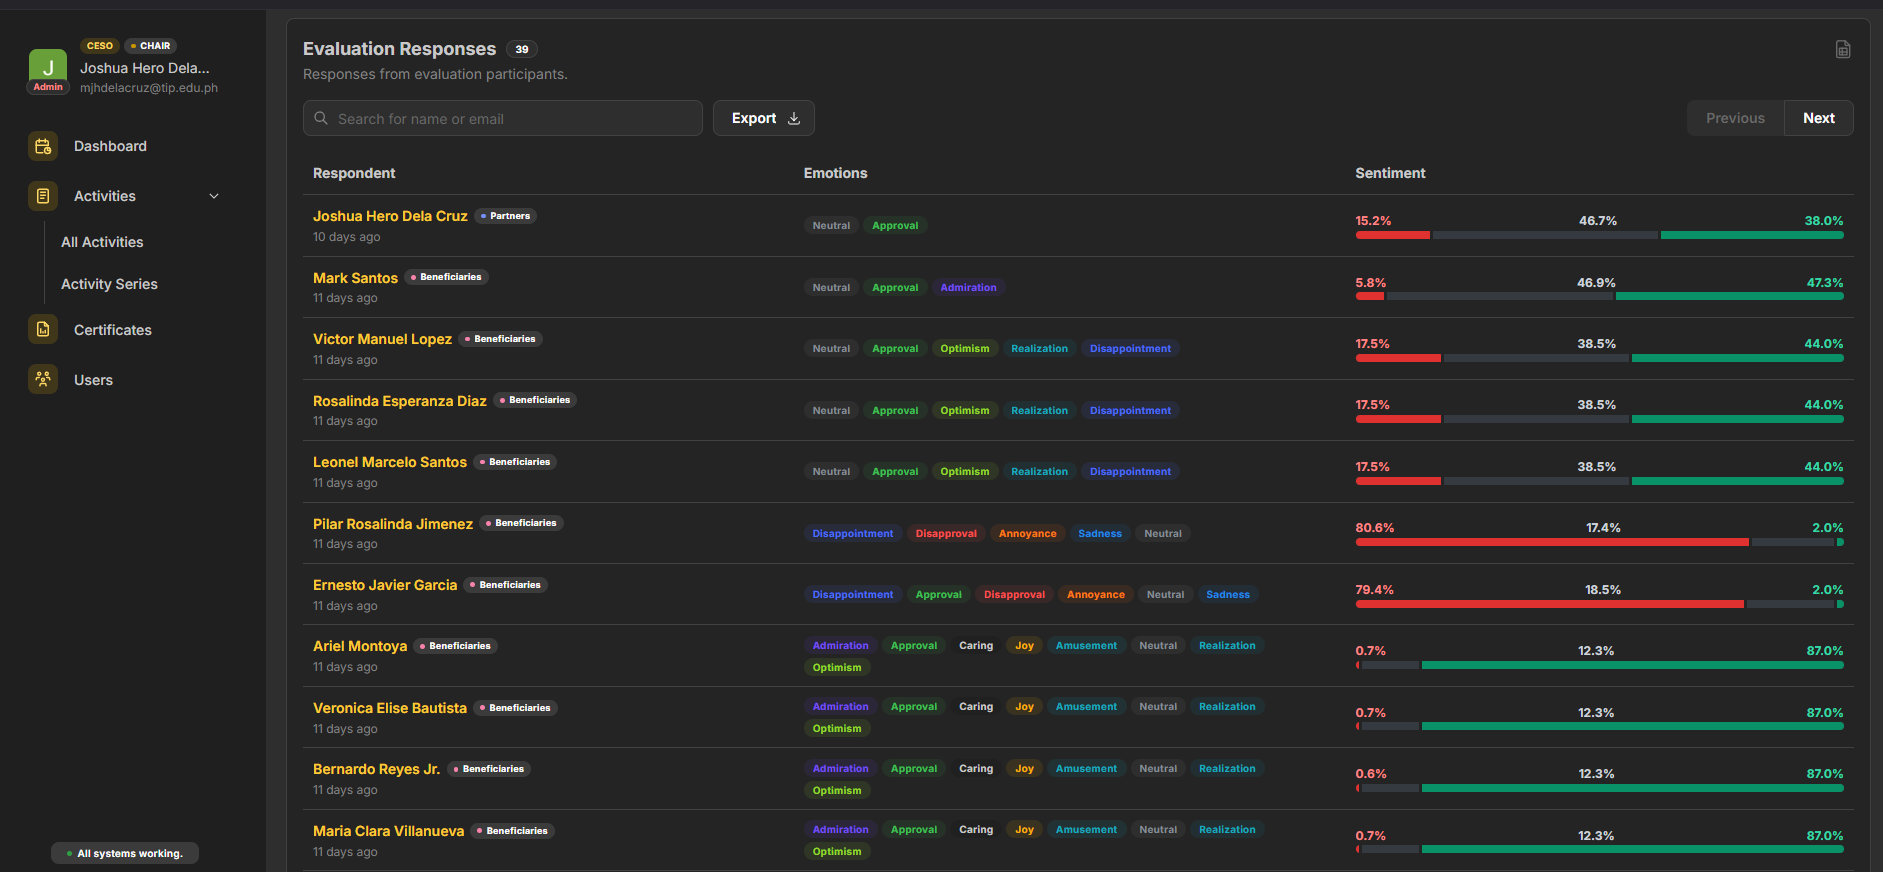 CESO CHAIR
J
Joshua Hero Dela...
Admin
mjhdelacruz@tip.edu.ph
Dashboard
Activities
All Activities
Activity Series
Certificates
Users
All systems working.
Evaluation Responses 39
Responses from evaluation participants.
Search for name or email
Export
Previous Next
Respondent Emotions Sentiment
Joshua Hero Dela Cruz Partners
10 days ago
Neutral Approval
15.2% 46.7% 38.0%
Mark Santos Beneficiaries
11 days ago
Neutral Approval Admiration
5.8% 46.9% 47.3%
Victor Manuel Lopez Beneficiaries
11 days ago
Neutral Approval Optimism Realization Disappointment
17.5% 38.5% 44.0%
Rosalinda Esperanza Diaz Beneficiaries
11 days ago
Neutral Approval Optimism Realization Disappointment
17.5% 38.5% 44.0%
Leonel Marcelo Santos Beneficiaries
11 days ago
Neutral Approval Optimism Realization Disappointment
17.5% 38.5% 44.0%
Pilar Rosalinda Jimenez Beneficiaries
11 days ago
Disappointment Disapproval Annoyance Sadness Neutral
80.6% 17.4% 2.0%
Ernesto Javier Garcia Beneficiaries
11 days ago
Disappointment Approval Disapproval Annoyance Neutral Sadness
79.4% 18.5% 2.0%
Ariel Montoya Beneficiaries
11 days ago
Admiration Approval Caring Joy Amusement Neutral Realization
Optimism
0.7% 12.3% 87.0%
Veronica Elise Bautista Beneficiaries
11 days ago
Admiration Approval Caring Joy Amusement Neutral Realization
Optimism
0.7% 12.3% 87.0%
Bernardo Reyes Jr. Beneficiaries
11 days ago
Admiration Approval Caring Joy Amusement Neutral Realization
Optimism
0.6% 12.3% 87.0%
Maria Clara Villanueva Beneficiaries
11 days ago
Admiration Approval Caring Joy Amusement Neutral Realization
Optimism
0.7% 12.3% 87.0%